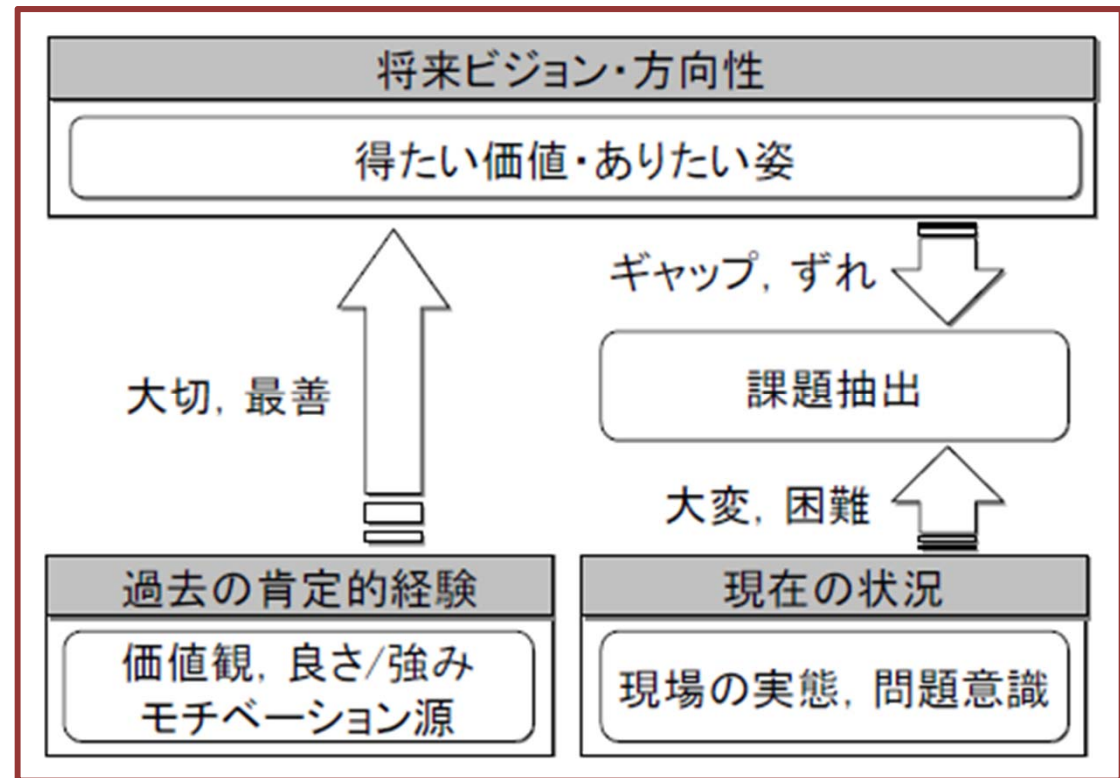 将来ビジョン・方向性
得たい価値・ありたい姿
ギャップ, ずれ
課題抽出
大切, 最善
大変, 困難
過去の肯定的経験
価値観, 良さ/強み
モチベーション源
現在の状況
現場の実態, 問題意識